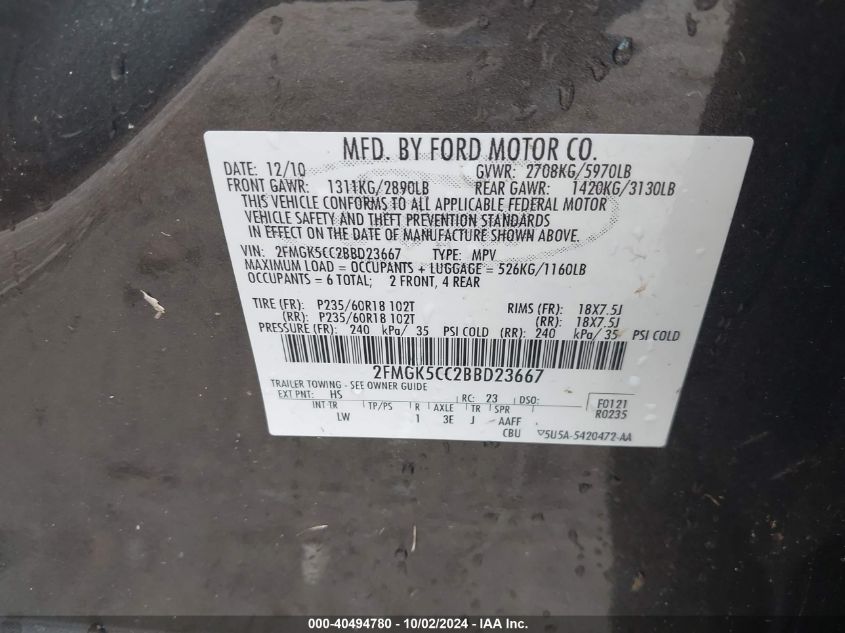 MFD. BY FORD MOTOR CO.
DATE: 12/10 GVWR: 2708KG/5970LB
FRONT GAWR: 1311KG/2890LB REAR GAWR: 1420KG/3130LB
THIS VEHICLE CONFORMS TO ALL APPLICABLE FEDERAL MOTOR
VEHICLE SAFETY AND THEFT PREVENTION STANDARDS
IN EFFECT ON THE DATE OF MANUFACTURE SHOWN ABOVE.
VIN: 2FMGK5CC2BBD23667 TYPE: MPV
MAXIMUM LOAD = OCCUPANTS + LUGGAGE = 526KG/1160LB
OCCUPANTS = 6 TOTAL; 2 FRONT, 4 REAR
TIRE (FR): P235/60R18 102T RIMS (FR): 18X7.5J
(RR): P235/60R18 102T (RR): 18X7.5J
PRESSURE (FR): 240 kPa/ 35 PSI COLD (RR): 240 kPa/ 35 PSI COLD
2FMGK5CC2BBD23667
TRAILER TOWING - SEE OWNER GUIDE
EXT PNT: HS RC: 23 DSO: F0121
INT TR TP/PS R AXLE TR SPR R0235
LW 1 3E J AAFF
CBU ▽5U5A-5420472-AA
000-40494780 - 10/02/2024 - IAA Inc.